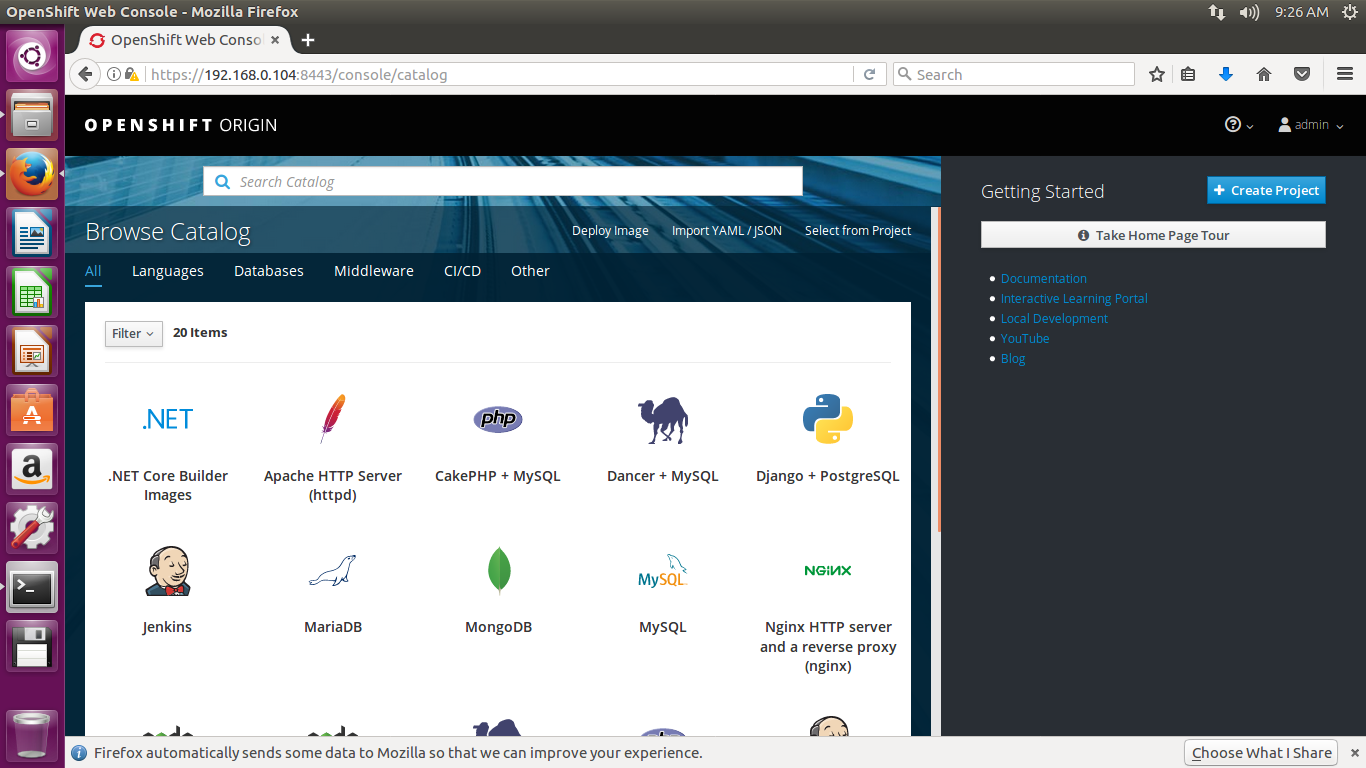 OpenShift Web Console - Mozilla Firefox
9:26 AM
OpenShift Web Conso
https://192.168.0.104:8443/console/catalog
Search
OPENSHIFT ORIGIN
admin
Search Catalog
Getting Started
Create Project
Browse Catalog
Deploy Image
Import YAML / JSON
Select from Project
Take Home Page Tour
All
Languages
Databases
Middleware
CI/CD
Other
Documentation
Interactive Learning Portal
Local Development
YouTube
Blog
Filter
20 Items
.NET
php
.NET Core Builder
Images
Apache HTTP Server
(httpd)
CakePHP + MySQL
Dancer + MySQL
Django + PostgreSQL
MySQL
NGINX
Jenkins
MariaDB
MongoDB
MySQL
Nginx HTTP server
and a reverse proxy
(nginx)
Firefox automatically sends some data to Mozilla so that we can improve your experience.
Choose What I Share